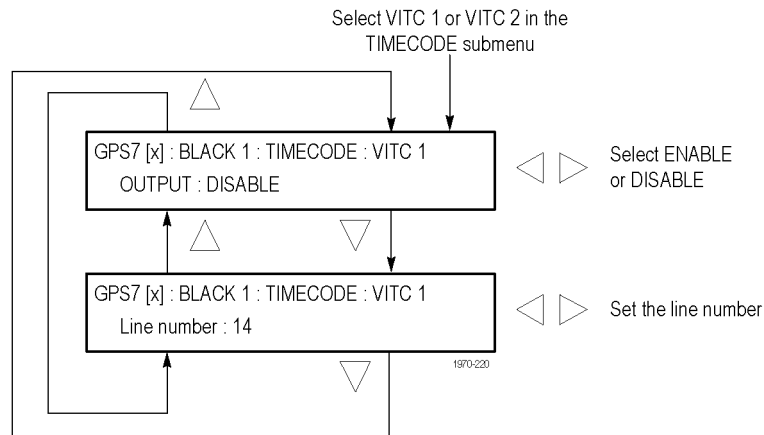 Select VITC 1 or VITC 2 in the
TIMECODE submenu
GPS7 [x] : BLACK 1 : TIMECODE : VITC 1
OUTPUT : DISABLE
Select ENABLE
or DISABLE
GPS7 [x] : BLACK 1 : TIMECODE : VITC 1
Line number : 14
Set the line number
1970-220